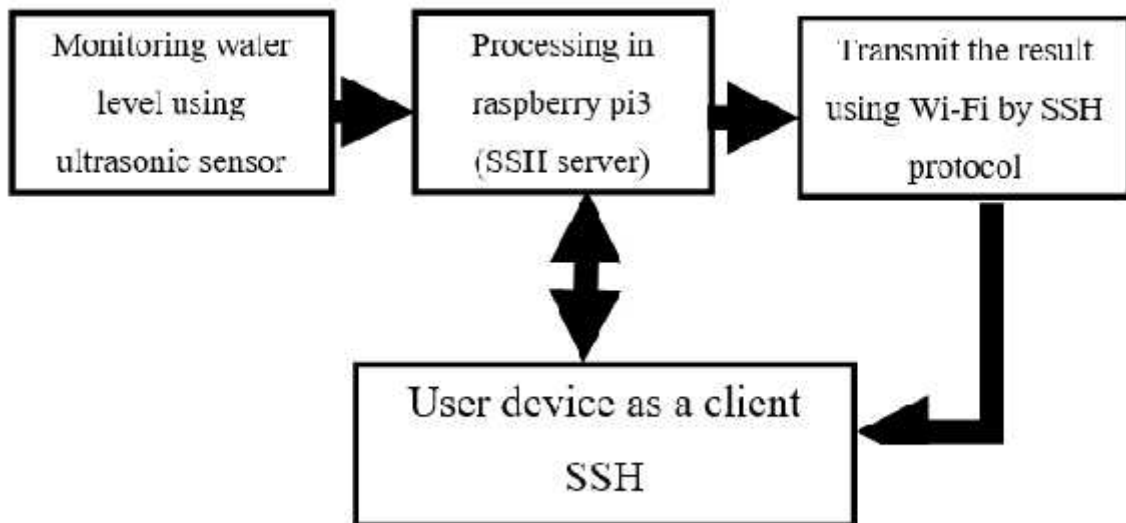 Monitoring water
level using
ultrasonic sensor
Processing in
raspberry pi3
(SSH server)
Transmit the result
using Wi-Fi by SSH
protocol
User device as a client
SSH